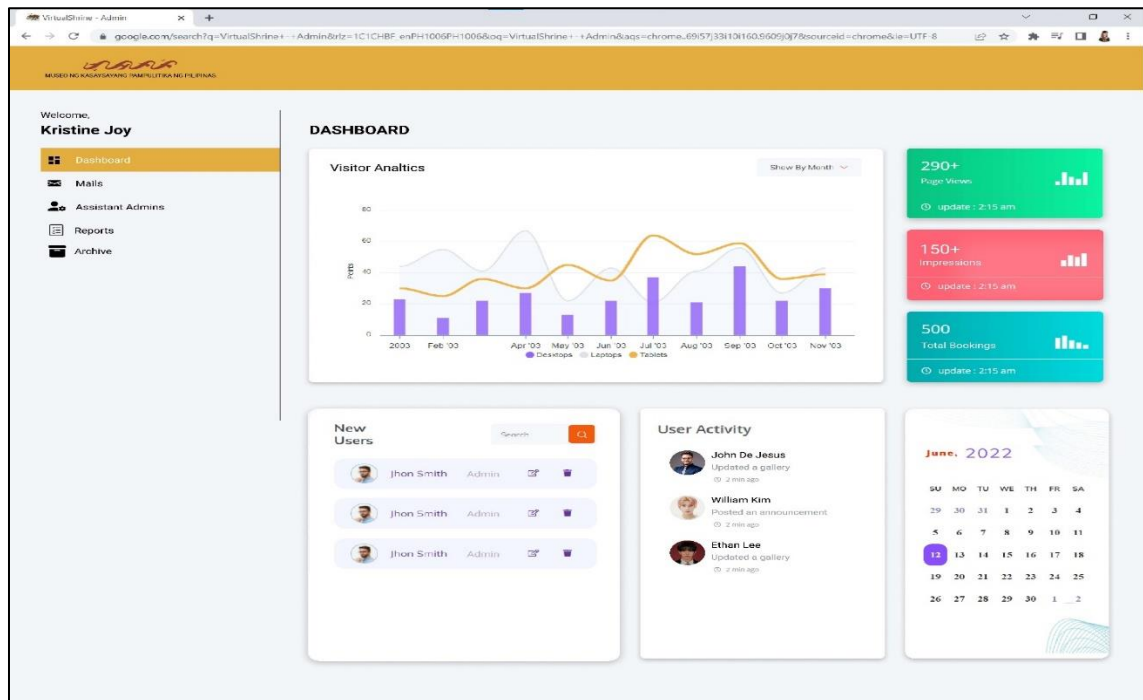 VirtualShrine - Admin
google.com/search?q=VirtualShrine+-+Admin&rlz=1C1CHBF_enPH1006PH1006&oq=VirtualShrine+-+Admin&aqs=chrome..69i57j33i10i160.9609j0j7&sourceid=chrome&ie=UTF-8
MUSEO NG KASAYSAYANG PAMPULITIKA NG PILIPINAS
Welcome,
Kristine Joy
Dashboard
Mails
Assistant Admins
Reports
Archive
DASHBOARD
Visitor Analtics
Show By Month
80
60
40
20
0
2003 Feb '03 Apr '03 May '03 Jun '03 Jul '03 Aug '03 Sep '03 Oct '03 Nov '03
Desktops Laptops Tablets
290+
Page Views
update : 2:15 am
150+
Impressions
update : 2:15 am
500
Total Bookings
update : 2:15 am
New
Users
Search
Jhon Smith Admin
Jhon Smith Admin
Jhon Smith Admin
User Activity
John De Jesus
Updated a gallery
2 min ago
William Kim
Posted an announcement
2 min ago
Ethan Lee
Updated a gallery
2 min ago
June, 2022
SU MO TU WE TH FR SA
29 30 31 1 2 3 4
5 6 7 8 9 10 11
12 13 14 15 16 17 18
19 20 21 22 23 24 25
26 27 28 29 30 1 2